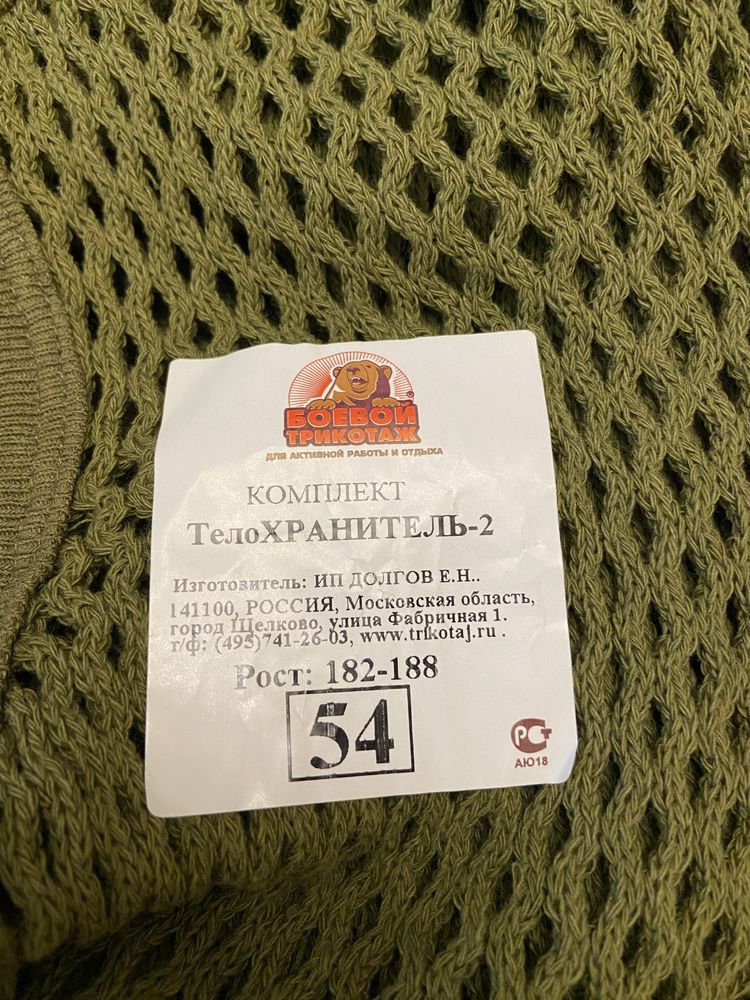 БОЕВОЙ
ТРИКОТАЖ
ДЛЯ АКТИВНОЙ РАБОТЫ И ОТДЫХА
КОМПЛЕКТ
ТелоХРАНИТЕЛЬ-2
Изготовитель: ИП ДОЛГОВ Е.Н..
141100, РОССИЯ, Московская область,
город Щелково, улица Фабричная 1.
т/ф: (495)741-26-03, www.trikotaj.ru .
Рост: 182-188
54
РСТ
АЮ18